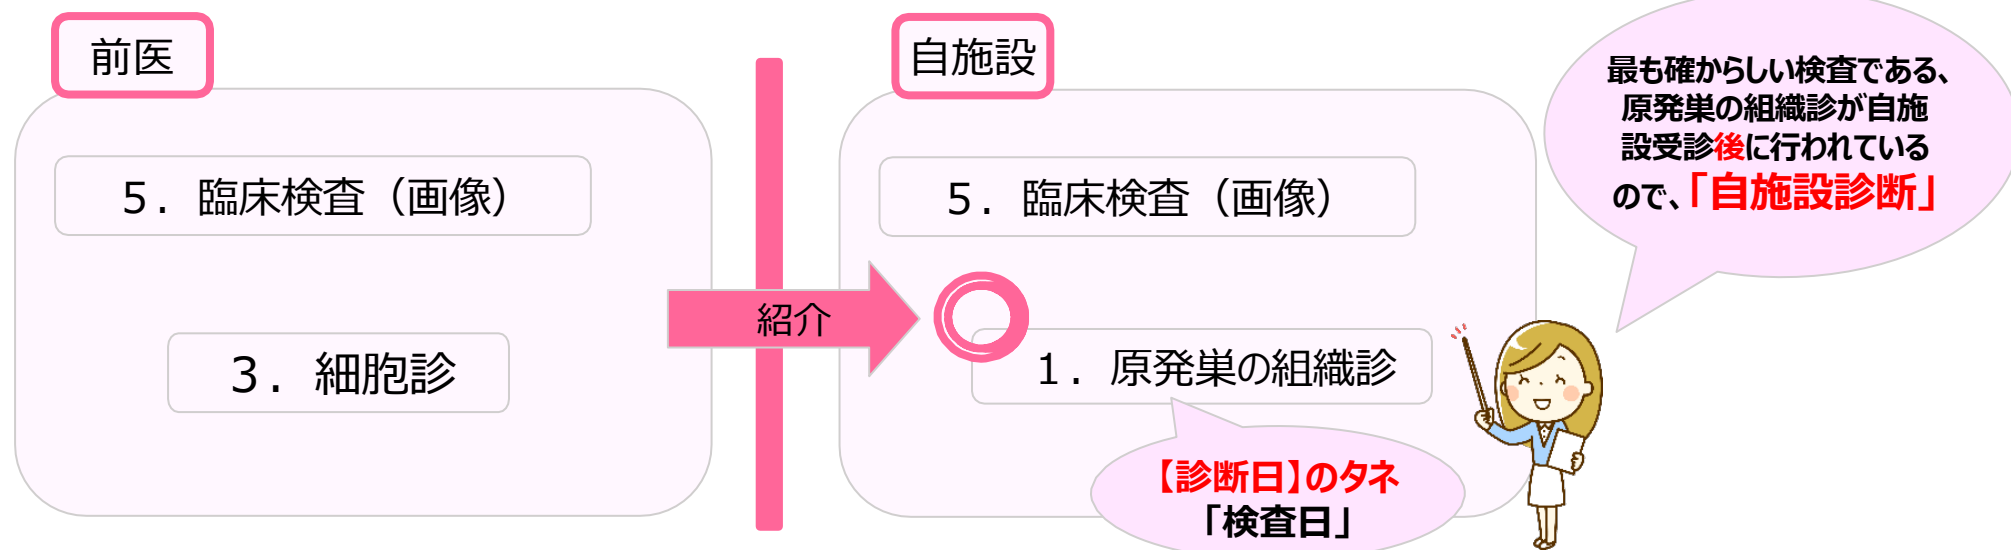 前医
5．臨床検査（画像）
3．細胞診
紹介
自施設
5．臨床検査（画像）
1．原発巣の組織診
【診断日】のタネ
「検査日」
最も確からしい検査である、
原発巣の組織診が自施
設受診後に行われている
ので、「自施設診断」